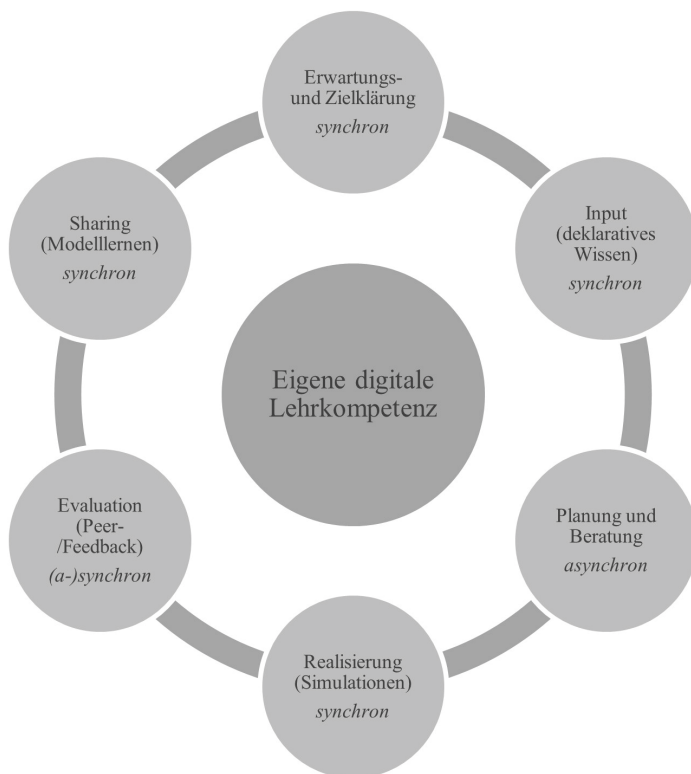 Erwartungs-
und Zielklärung
synchron
Input
(deklaratives
Wissen)
synchron
Planung und
Beratung
asynchron
Realisierung
(Simulationen)
synchron
Evaluation
(Peer-
/Feedback)
(a-)synchron
Sharing
(Modelllernen)
synchron
Eigene digitale
Lehrkompetenz